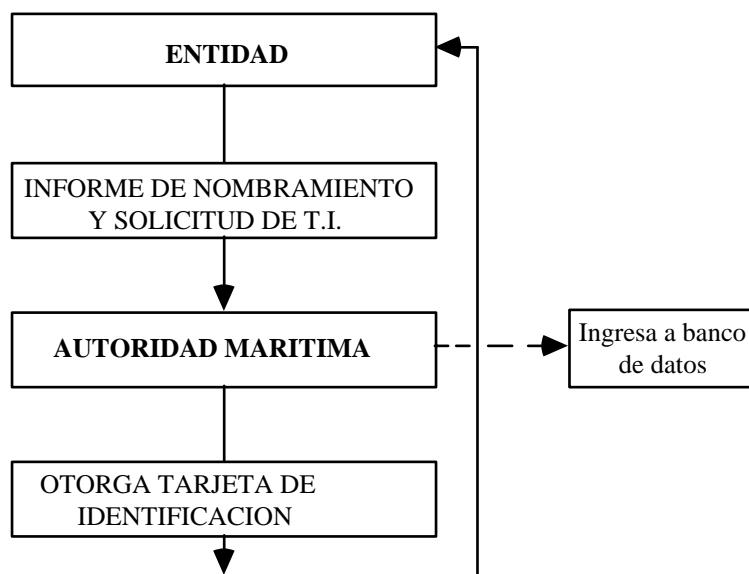 ENTIDAD
INFORME DE NOMBRAMIENTO
Y SOLICITUD DE T.I.
AUTORIDAD MARITIMA
Ingresa a banco
de datos
OTORGA TARJETA DE
IDENTIFICACION